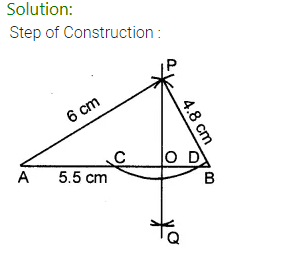 Solution:
Step of Construction :
P
6 cm
4.8 cm
C
O
D
A
5.5 cm
B
Q